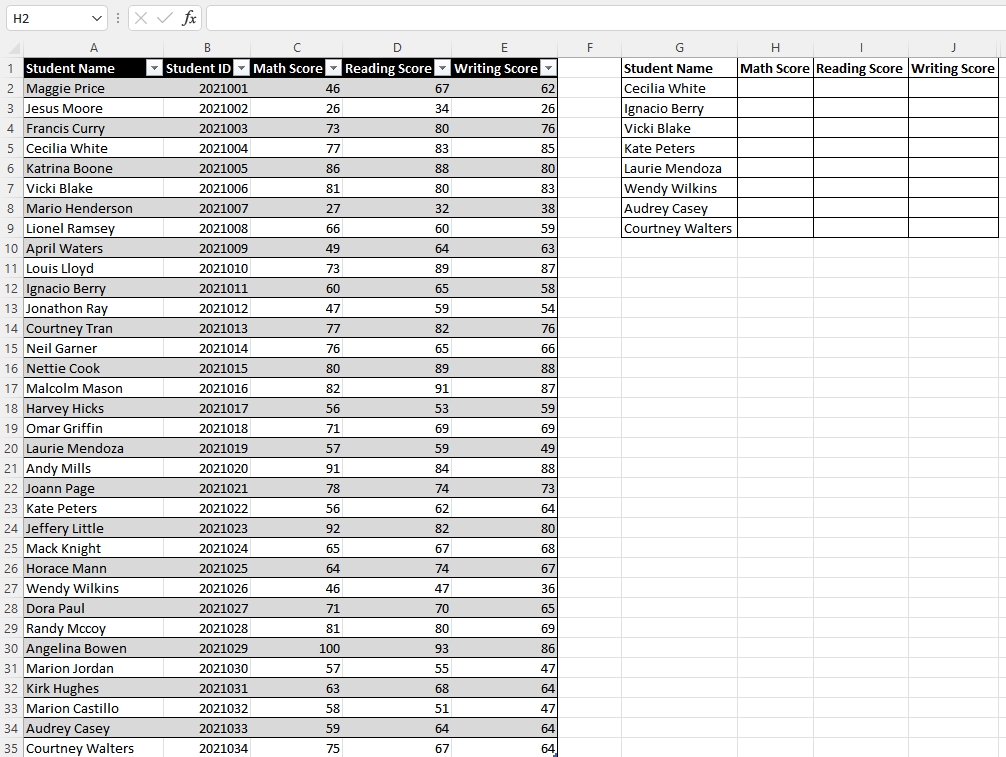 H2 fx
A B C D E F G H I J
1 Student Name Student ID Math Score Reading Score Writing Score Student Name Math Score Reading Score Writing Score
2 Maggie Price 2021001 46 67 62 Cecilia White
3 Jesus Moore 2021002 26 34 26 Ignacio Berry
4 Francis Curry 2021003 73 80 76 Vicki Blake
5 Cecilia White 2021004 77 83 85 Kate Peters
6 Katrina Boone 2021005 86 88 80 Laurie Mendoza
7 Vicki Blake 2021006 81 80 83 Wendy Wilkins
8 Mario Henderson 2021007 27 32 38 Audrey Casey
9 Lionel Ramsey 2021008 66 60 59 Courtney Walters
10 April Waters 2021009 49 64 63
11 Louis Lloyd 2021010 73 89 87
12 Ignacio Berry 2021011 60 65 58
13 Jonathon Ray 2021012 47 59 54
14 Courtney Tran 2021013 77 82 76
15 Neil Garner 2021014 76 65 66
16 Nettie Cook 2021015 80 89 88
17 Malcolm Mason 2021016 82 91 87
18 Harvey Hicks 2021017 56 53 59
19 Omar Griffin 2021018 71 69 69
20 Laurie Mendoza 2021019 57 59 49
21 Andy Mills 2021020 91 84 88
22 Joann Page 2021021 78 74 73
23 Kate Peters 2021022 56 62 64
24 Jeffery Little 2021023 92 82 80
25 Mack Knight 2021024 65 67 68
26 Horace Mann 2021025 64 74 67
27 Wendy Wilkins 2021026 46 47 36
28 Dora Paul 2021027 71 70 65
29 Randy Mccoy 2021028 81 80 69
30 Angelina Bowen 2021029 100 93 86
31 Marion Jordan 2021030 57 55 47
32 Kirk Hughes 2021031 63 68 64
33 Marion Castillo 2021032 58 51 47
34 Audrey Casey 2021033 59 64 64
35 Courtney Walters 2021034 75 67 64